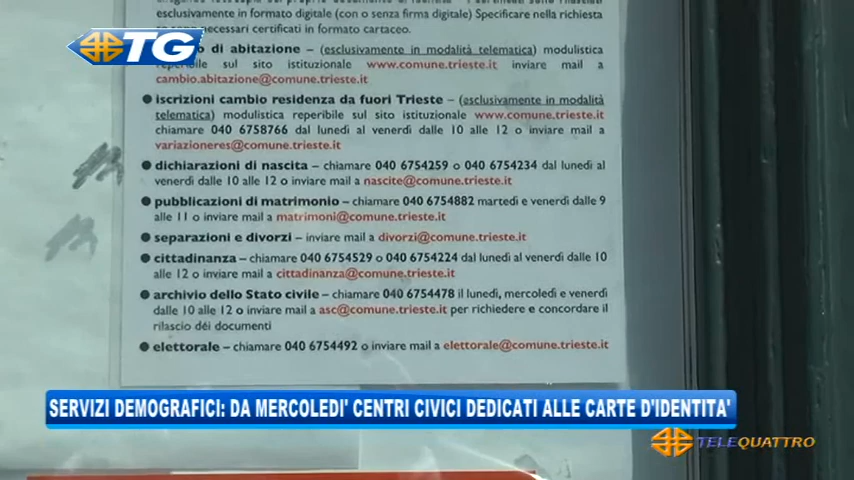 esclusivamente in formato digitale (con o senza firma digitale) Specificare nella richiesta
necessari certificati in formato cartaceo.
TG
di abitazione – (esclusivamente in modalità telematica) modulistica
reperibile sul sito istituzionale www.comune.trieste.it inviare mail a
cambio.abitazione@comune.trieste.it
● iscrizioni cambio residenza da fuori Trieste – (esclusivamente in modalità
telematica) modulistica reperibile sul sito istituzionale www.comune.trieste.it
chiamare 040 6758766 dal lunedì al venerdì dalle 10 alle 12 o inviare mail a
variazioneres@comune.trieste.it
● dichiarazioni di nascita – chiamare 040 6754259 o 040 6754234 dal lunedì al
venerdì dalle 10 alle 12 o inviare mail a nascite@comune.trieste.it
● pubblicazioni di matrimonio – chiamare 040 6754882 martedì e venerdì dalle 9
alle 11 o inviare mail a matrimoni@comune.trieste.it
● separazioni e divorzi – inviare mail a divorzi@comune.trieste.it
● cittadinanza – chiamare 040 6754529 o 040 6754224 dal lunedì al venerdì dalle 10
alle 12 o inviare mail a cittadinanza@comune.trieste.it
● archivio dello Stato civile – chiamare 040 6754478 il lunedì, mercoledì e venerdì
dalle 10 alle 12 o inviare mail a asc@comune.trieste.it per richiedere e concordare il
rilascio dei documenti
● elettorale – chiamare 040 6754492 o inviare mail a elettorale@comune.trieste.it
SERVIZI DEMOGRAFICI: DA MERCOLEDI' CENTRI CIVICI DEDICATI ALLE CARTE D'IDENTITA'
TELEQUATTRO